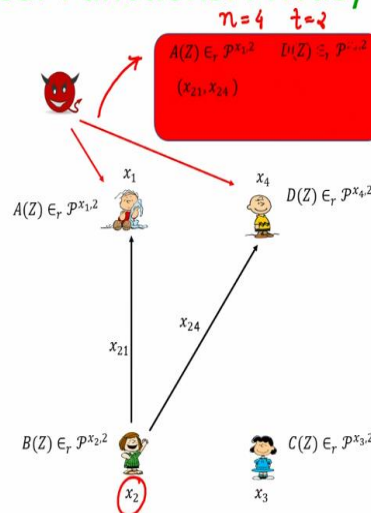 n=4 t=2
A(Z) ∈ᵣ 𝒫^{x₁,2} D(Z) ∈ᵣ
(x₂₁, x₂₄)
x₁
x₄
A(Z) ∈ᵣ 𝒫^{x₁,2}
D(Z) ∈ᵣ 𝒫^{x₄,2}
x₂₄
x₂₁
B(Z) ∈ᵣ 𝒫^{x₂,2}
C(Z) ∈ᵣ 𝒫^{x₃,2}
x₂
x₃